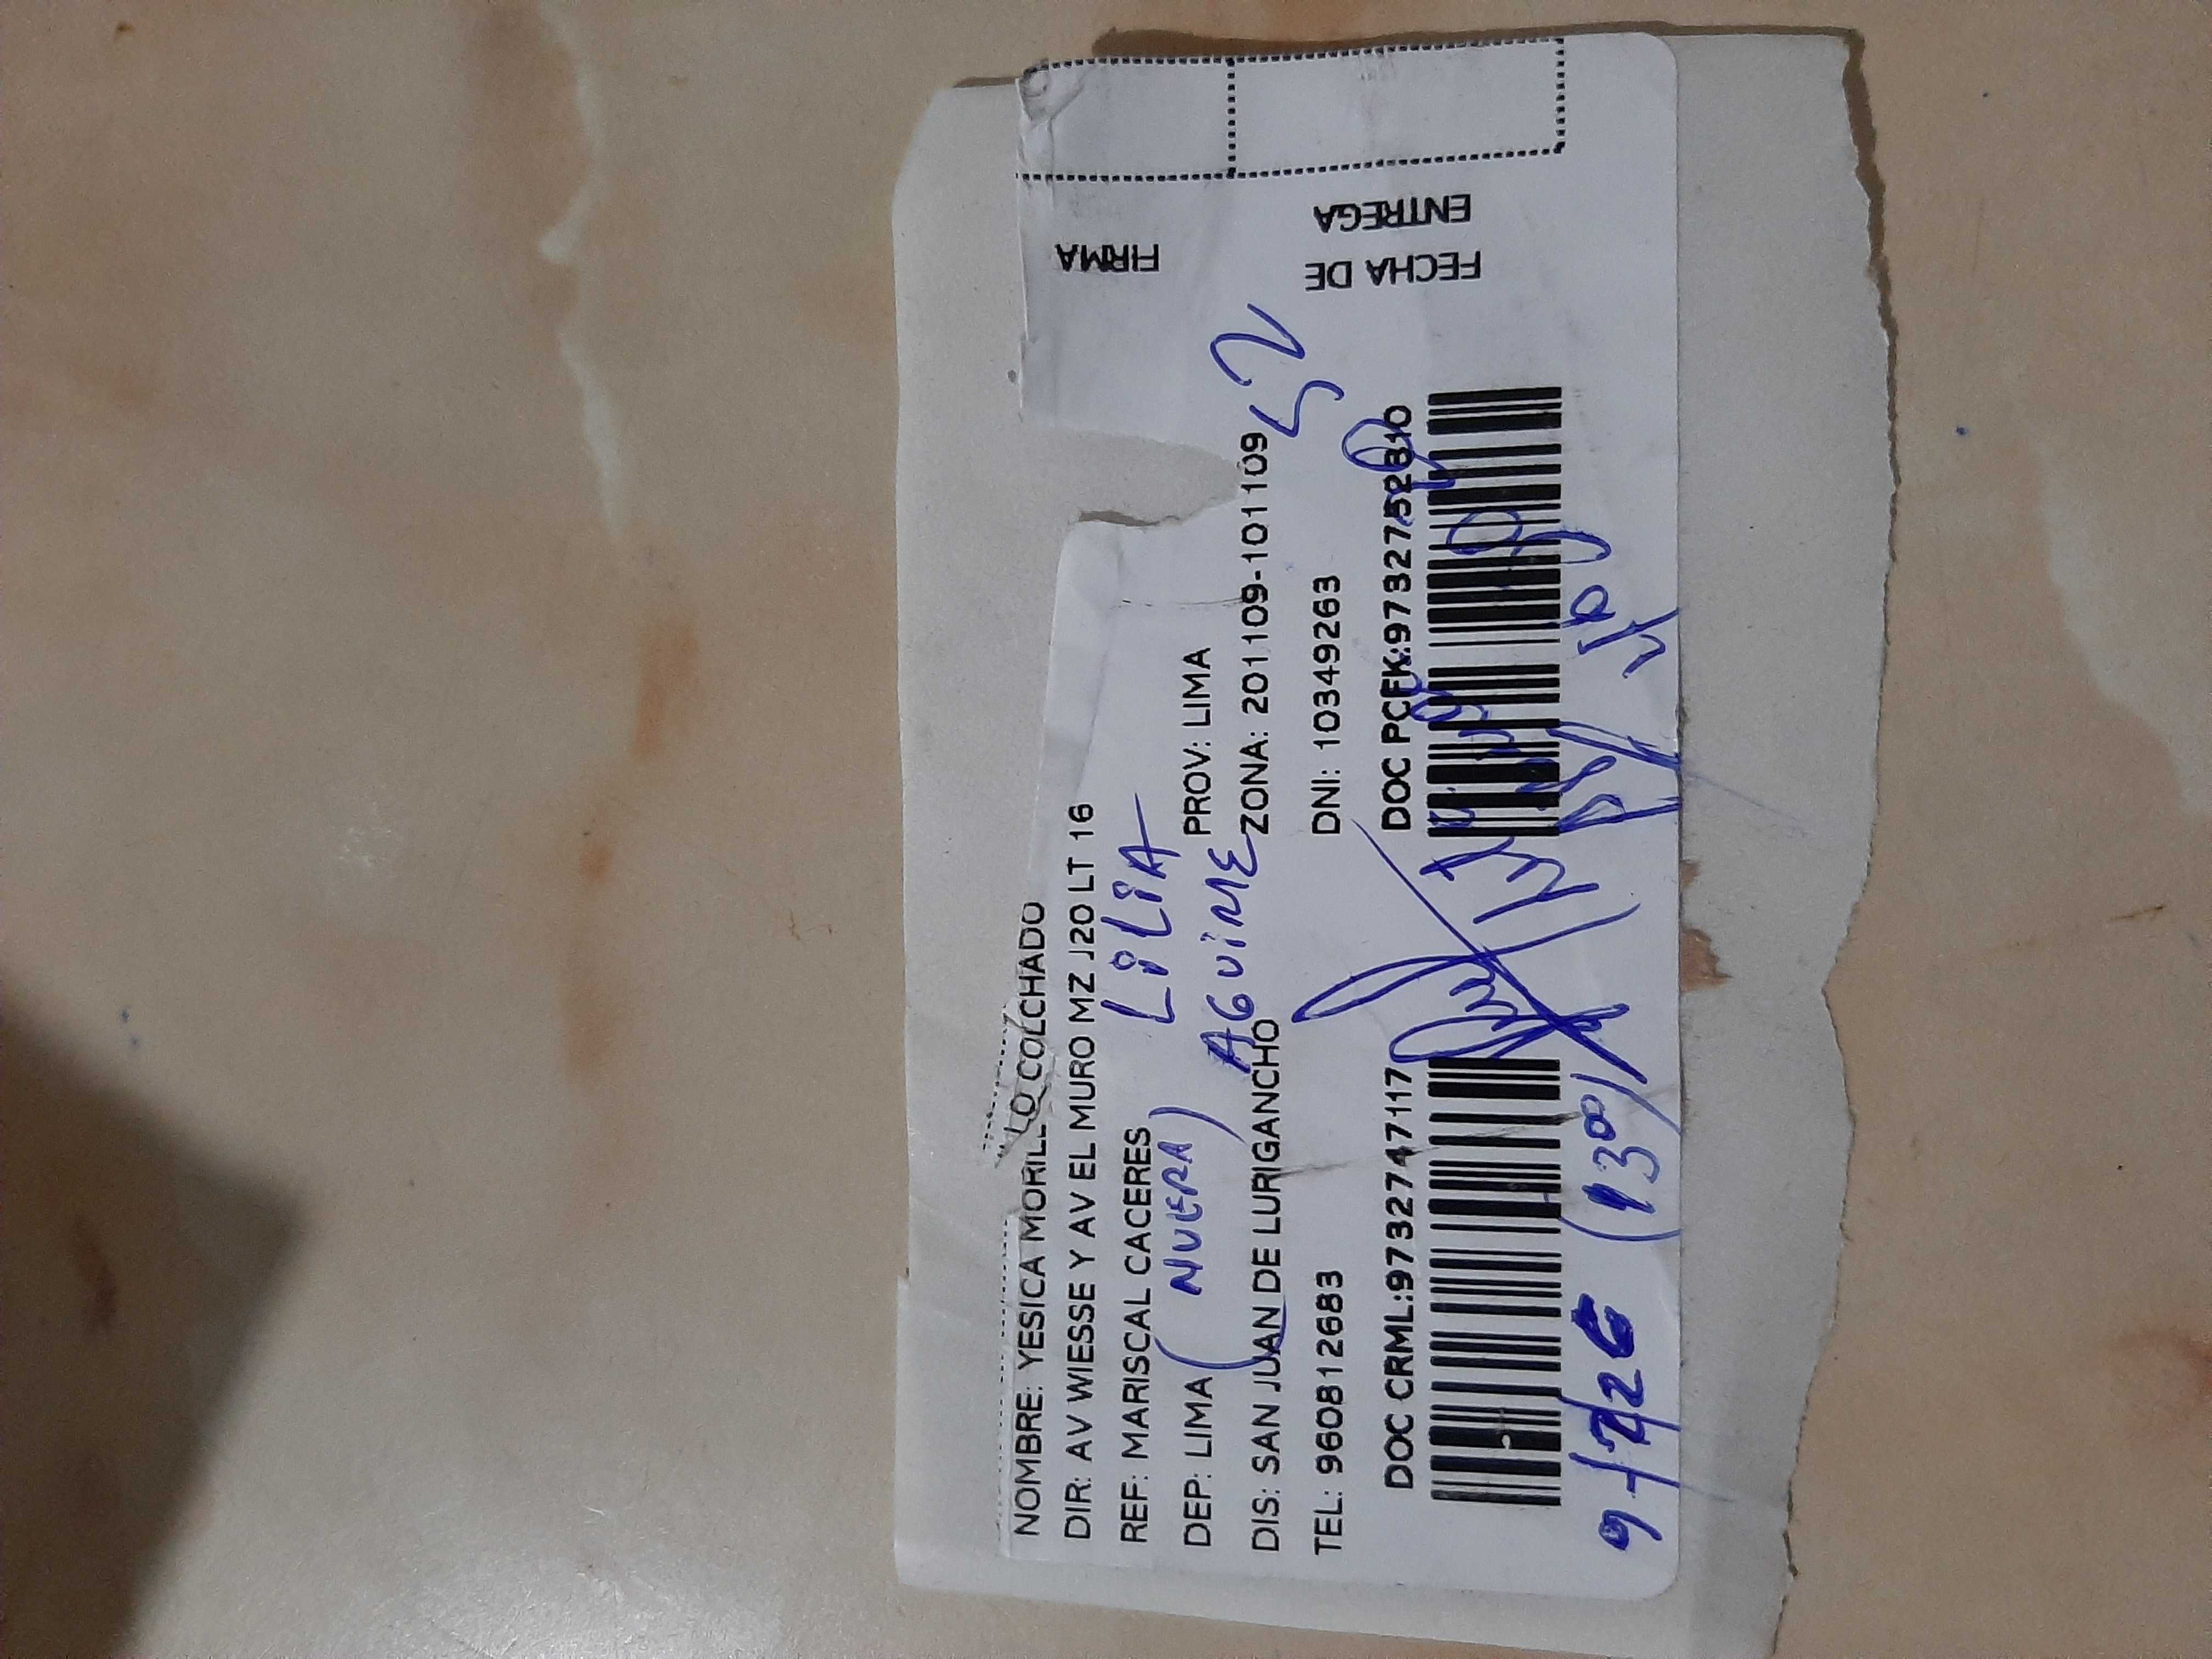 NOMBRE: YESICA MORILLO COLCHADO
DIR: AV WIESSE Y AV EL MURO MZ J20 LT 16
REF: MARISCAL CACERES
LiLiA
DEP: LIMA
(NUERA)
PROV: LIMA
AGUiRRE
DIS: SAN JUAN DE LURIGANCHO
ZONA: 201109-101109
TEL: 960812683
DNI: 10349263
DOC CRML:9732747117
DOC PCFK:9732752810
FIRMA
FECHA DE
ENTREGA